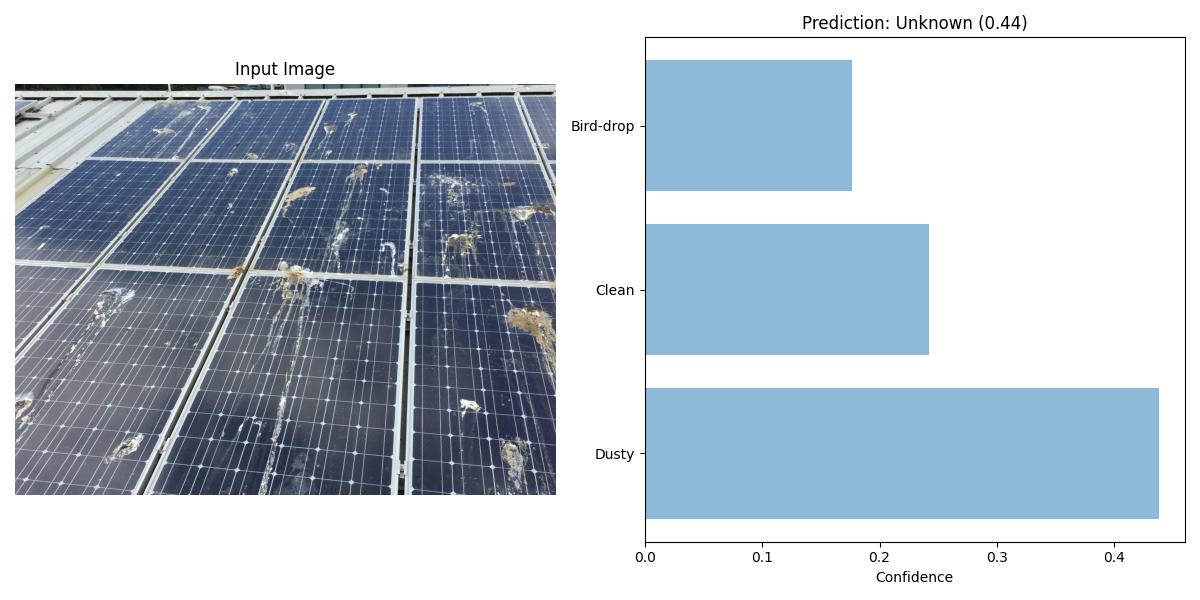 Input Image
Prediction: Unknown (0.44)
Bird-drop
Clean
Dusty
0.0 0.1 0.2 0.3 0.4
Confidence